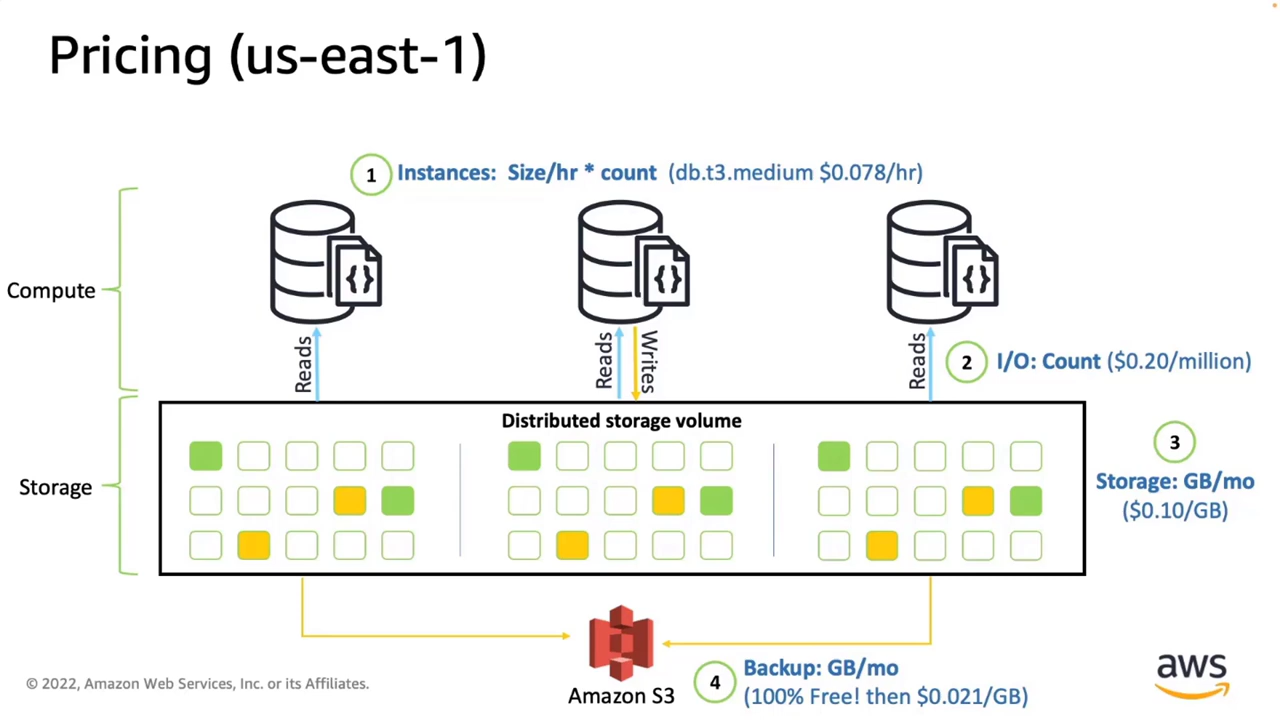 Pricing (us-east-1)
1 Instances: Size/hr * count (db.t3.medium $0.078/hr)
Compute
{}
{}
{}
Reads
Reads
Writes
Reads
2 I/O: Count ($0.20/million)
Distributed storage volume
Storage
3
Storage: GB/mo
($0.10/GB)
Amazon S3
4 Backup: GB/mo
(100% Free! then $0.021/GB)
© 2022, Amazon Web Services, Inc. or its Affiliates.
aws